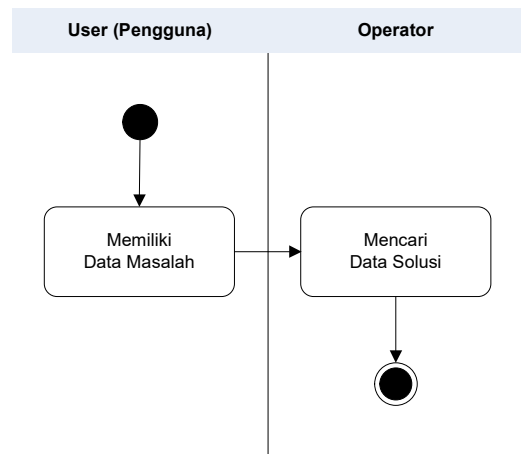 User (Pengguna)
Operator
Memiliki
Data Masalah
Mencari
Data Solusi